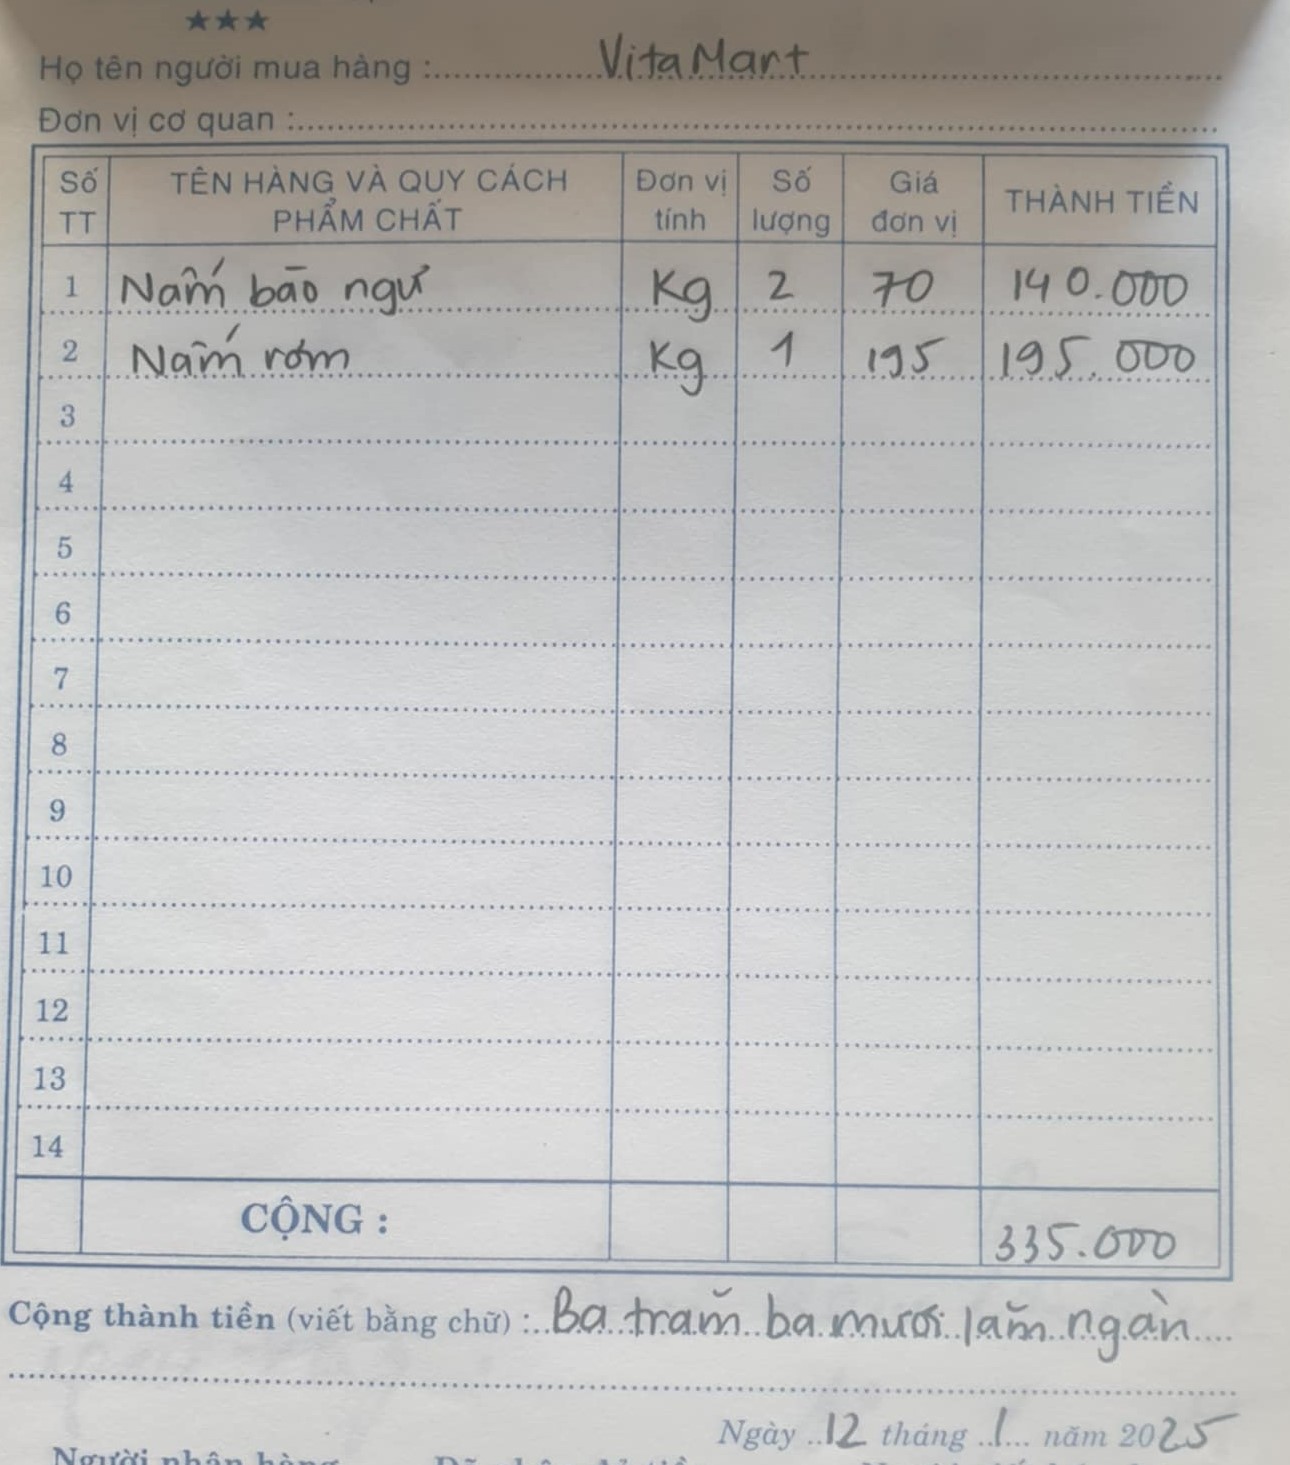 ★★★
Họ tên người mua hàng : VitaMart
Đơn vị cơ quan :
Số TT TÊN HÀNG VÀ QUY CÁCH PHẨM CHẤT Đơn vị tính Số lượng Giá đơn vị THÀNH TIỀN
1 Nấm bão ngư Kg 2 70 140.000
2 Nấm rơm Kg 1 195 195.000
3
4
5
6
7
8
9
10
11
12
13
14
CỘNG : 335.000
Cộng thành tiền (viết bằng chữ) : Ba trăm ba mươi lăm ngàn
Ngày 12 tháng 1 năm 2025
Người nhận hàng